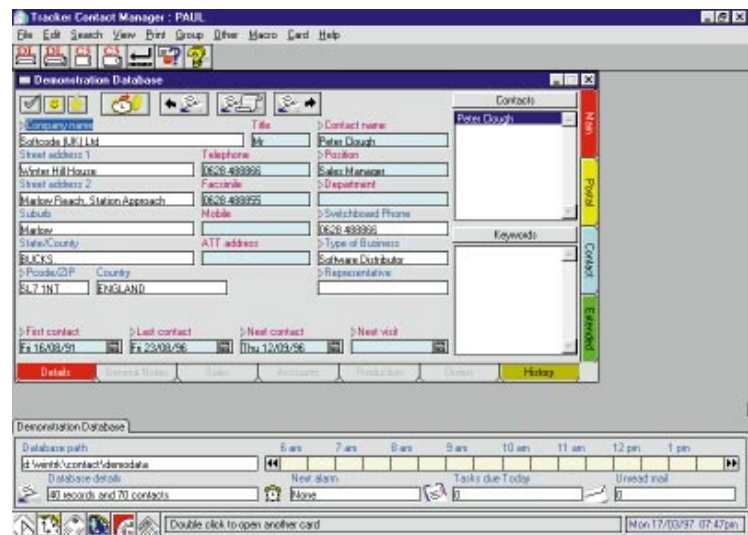 Tracker Contact Manager : PAUL
File Edit Search View Print Group Other Macro Card Help
Demonstration Database
Contacts
Company name Title Contact name
Peter Clough
Softcode (UK) Ltd Mr Peter Clough
Street address 1 Telephone Position
Winter Hill House 0628 488866 Sales Manager
Street address 2 Facsimile Department
Marlow Reach, Station Approach 0628 488855
Suburb Mobile Switchboard Phone
Marlow 0628 488866
Keywords
State/County ATT address Type of Business
BUCKS. Software Distributor
Pcode/ZIP Country Representative
SL7 1NT ENGLAND
First contact Last contact Next contact Next visit
Fri 16/08/91 Fri 23/08/96 Thu 12/09/96
Main
Postal
Contact
Extended
Details General Notes Sales Accounts Production Orders History
Demonstration Database
Database path 6 am 7 am 8 am 9 am 10 am 11 am 12 pm 1 pm
d:\wintrk\contact\demodata
Database details Next alarm Tasks due Today Unread mail
40 records and 70 contacts None 0 0
Double click to open another card Mon 17/03/97 07:47pm